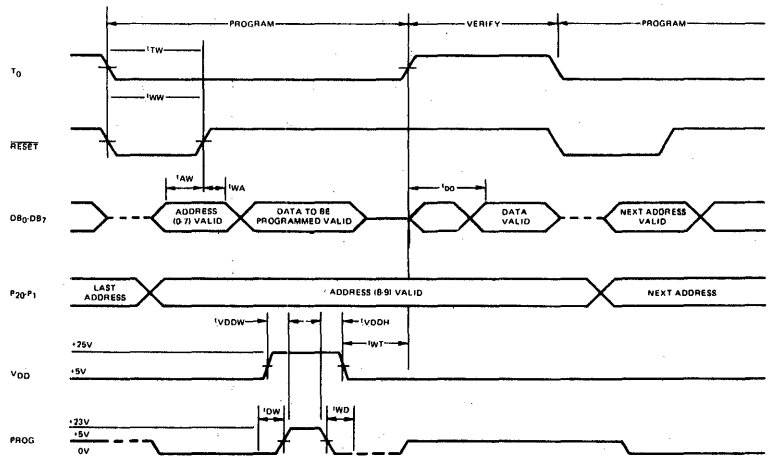 PROGRAM VERIFY PROGRAM
tTW
T0
tWW
RESET
tAW tWA tDO
DB0-DB7
ADDRESS (0-7) VALID
DATA TO BE PROGRAMMED VALID
DATA VALID
NEXT ADDRESS VALID
P20-P1
LAST ADDRESS
ADDRESS (8-9) VALID
NEXT ADDRESS
tVDDW tVDDH
tWT
+25V
VDD
+5V
tDW tWD
+23V
PROG
+5V
0V